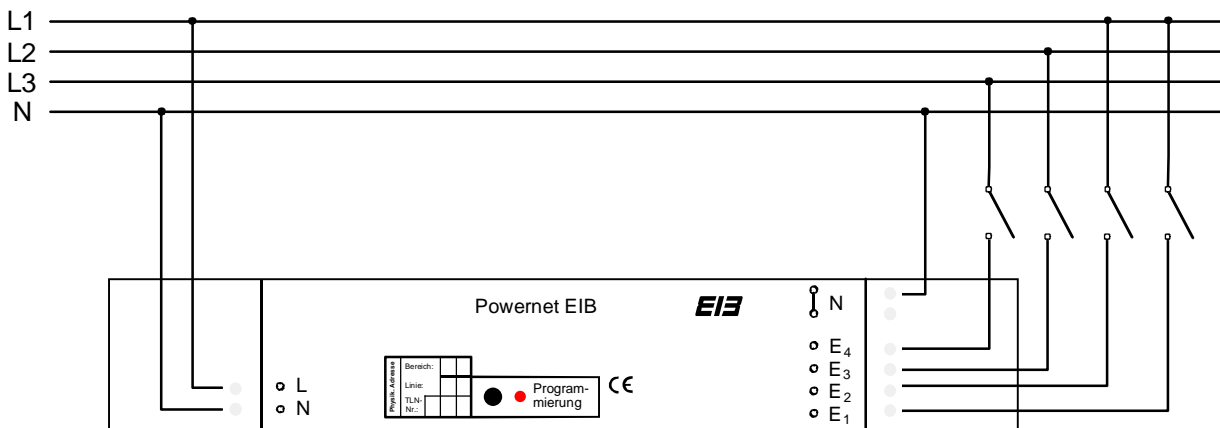 L1
L2
L3
N
Powernet EIB
EIB
N
E4
E3
E2
E1
L
N
Physik. Adresse
Bereich:
Linie:
TLN-
Nr.:
Program-
mierung
CE